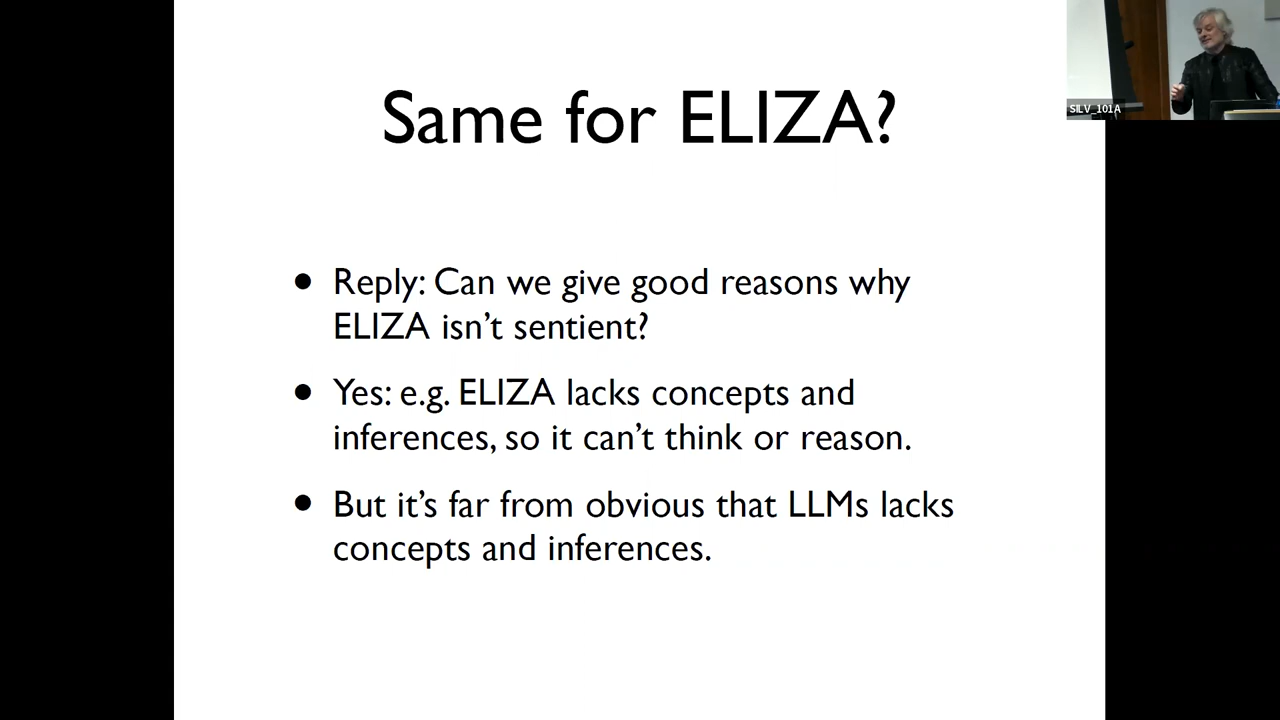 Same for ELIZA?
SILV_101A
• Reply: Can we give good reasons why
ELIZA isn't sentient?
• Yes: e.g. ELIZA lacks concepts and
inferences, so it can't think or reason.
• But it's far from obvious that LLMs lacks
concepts and inferences.